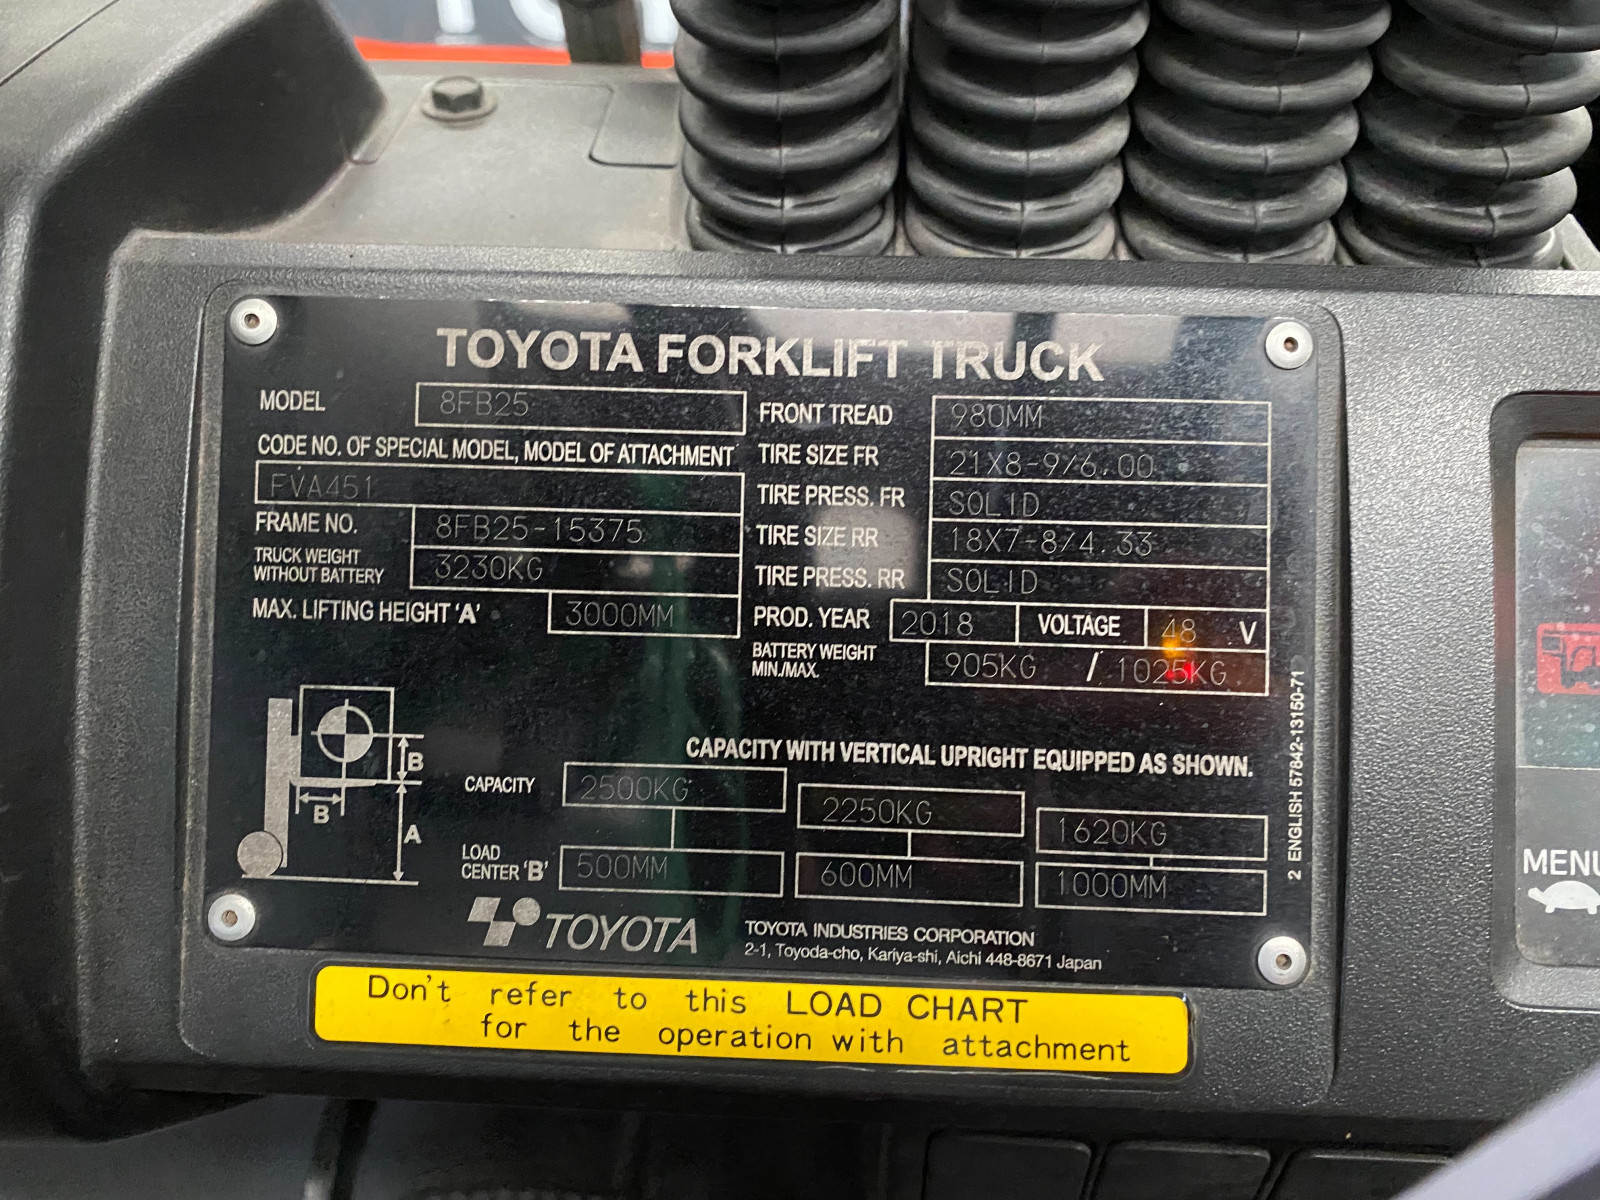 TOYOTA FORKLIFT TRUCK
MODEL 8FB25
CODE NO. OF SPECIAL MODEL, MODEL OF ATTACHMENT
FVA451
FRAME NO. 8FB25-15375
TRUCK WEIGHT
WITHOUT BATTERY 3230KG
MAX. LIFTING HEIGHT 'A' 3000MM
FRONT TREAD 980MM
TIRE SIZE FR 21X8-9/6.00
TIRE PRESS. FR SOLID
TIRE SIZE RR 18X7-8/4.33
TIRE PRESS. RR SOLID
PROD. YEAR 2018 VOLTAGE 48 V
BATTERY WEIGHT
MIN./MAX. 905KG / 1025KG
B
B
A
CAPACITY WITH VERTICAL UPRIGHT EQUIPPED AS SHOWN.
CAPACITY 2500KG 2250KG 1620KG
LOAD
CENTER 'B' 500MM 600MM 1000MM
TOYOTA
TOYOTA INDUSTRIES CORPORATION
2-1, Toyoda-cho, Kariya-shi, Aichi 448-8671 Japan
2 ENGLISH 57842-13150-71
Don't refer to this LOAD CHART
for the operation with attachment
MENU